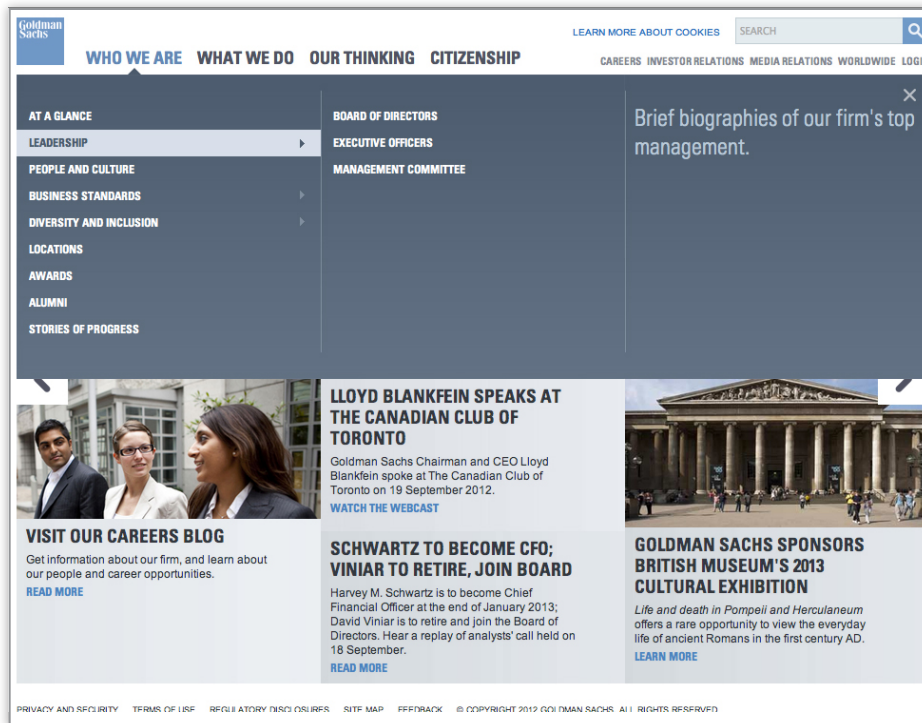 Goldman
Sachs
LEARN MORE ABOUT COOKIES
SEARCH
WHO WE ARE WHAT WE DO OUR THINKING CITIZENSHIP
CAREERS INVESTOR RELATIONS MEDIA RELATIONS WORLDWIDE LOGI
AT A GLANCE
LEADERSHIP
PEOPLE AND CULTURE
BUSINESS STANDARDS
DIVERSITY AND INCLUSION
LOCATIONS
AWARDS
ALUMNI
STORIES OF PROGRESS
BOARD OF DIRECTORS
EXECUTIVE OFFICERS
MANAGEMENT COMMITTEE
Brief biographies of our firm's top
management.
VISIT OUR CAREERS BLOG
Get information about our firm, and learn about
our people and career opportunities.
READ MORE
LLOYD BLANKFEIN SPEAKS AT
THE CANADIAN CLUB OF
TORONTO
Goldman Sachs Chairman and CEO Lloyd
Blankfein spoke at The Canadian Club of
Toronto on 19 September 2012.
WATCH THE WEBCAST
SCHWARTZ TO BECOME CFO;
VINIAR TO RETIRE, JOIN BOARD
Harvey M. Schwartz is to become Chief
Financial Officer at the end of January 2013;
David Viniar is to retire and join the Board of
Directors. Hear a replay of analysts' call held on
18 September.
READ MORE
GOLDMAN SACHS SPONSORS
BRITISH MUSEUM'S 2013
CULTURAL EXHIBITION
Life and death in Pompeii and Herculaneum
offers a rare opportunity to view the everyday
life of ancient Romans in the first century AD.
LEARN MORE
PRIVACY AND SECURITY TERMS OF USE REGULATORY DISCLOSURES SITE MAP FEEDBACK © COPYRIGHT 2012 GOLDMAN SACHS. ALL RIGHTS RESERVED